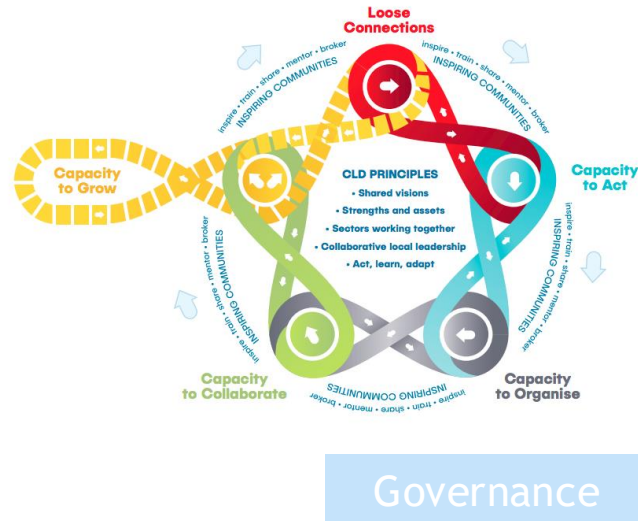 Loose
Connections
inspire • train • share • mentor • broker
INSPIRING COMMUNITIES
inspire • train • share • mentor • broker
INSPIRING COMMUNITIES
Capacity
to Grow
CLD PRINCIPLES
• Shared visions
• Strengths and assets
• Sectors working together
• Collaborative local leadership
• Act, learn, adapt
Capacity
to Act
inspire • train • share • mentor • broker
INSPIRING COMMUNITIES
inspire • train • share • mentor • broker
INSPIRING COMMUNITIES
Capacity
to Collaborate
INSPIRING COMMUNITIES
inspire • train • share • mentor • broker
Capacity
to Organise
Governance